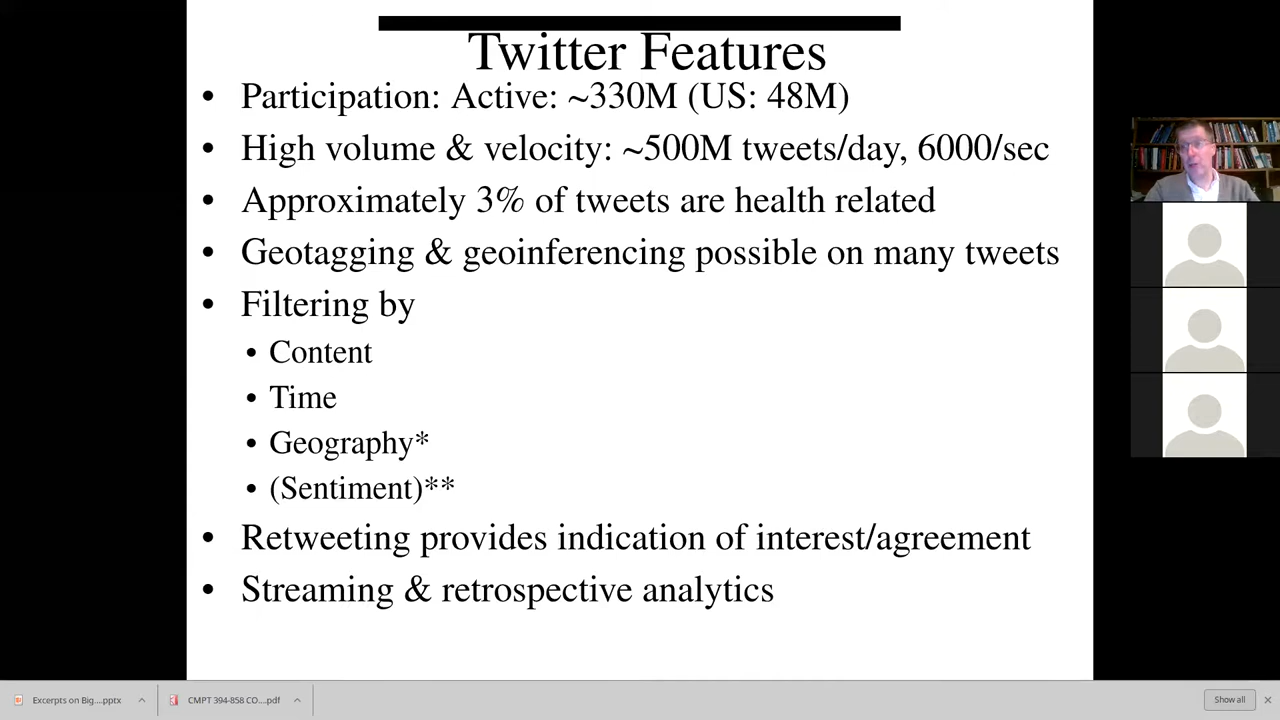 Twitter Features
• Participation: Active: ~330M (US: 48M)
• High volume & velocity: ~500M tweets/day, 6000/sec
• Approximately 3% of tweets are health related
• Geotagging & geoinferencing possible on many tweets
• Filtering by
• Content
• Time
• Geography*
• (Sentiment)**
• Retweeting provides indication of interest/agreement
• Streaming & retrospective analytics
Excerpts on Big....pptx
CMPT 394-858 CO....pdf
Show all